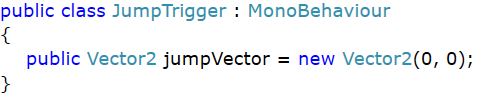 public class JumpTrigger : MonoBehaviour
{
    public Vector2 jumpVector = new Vector2(0, 0);
}